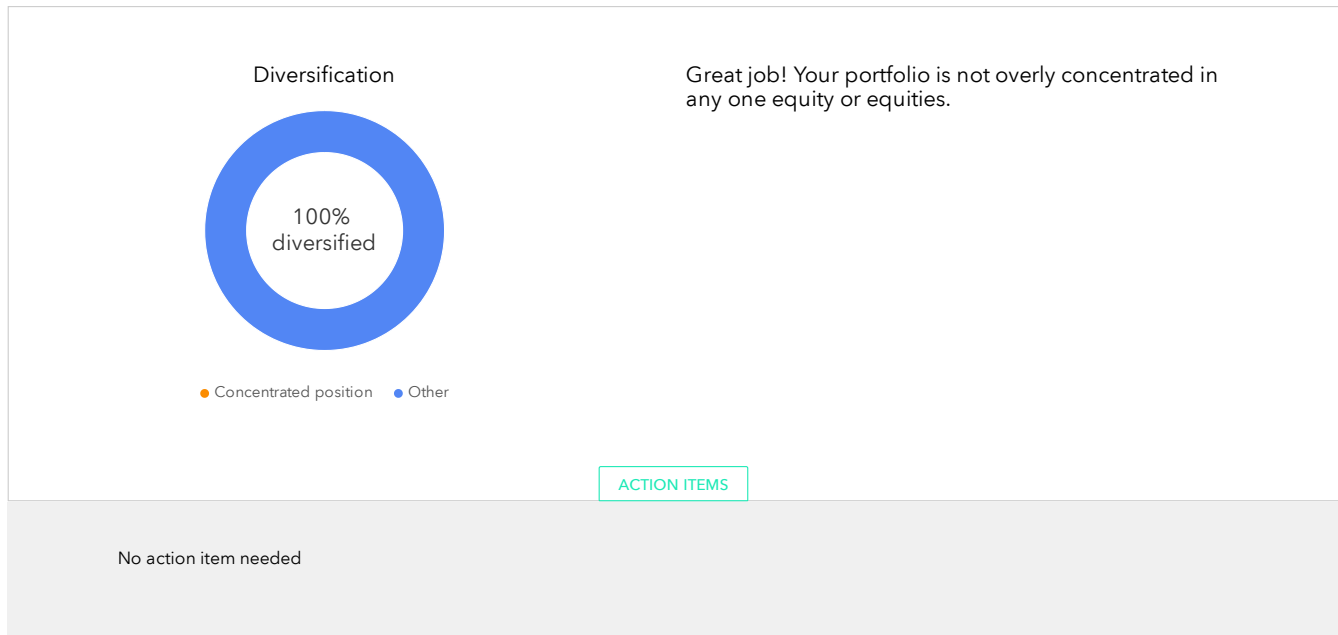 Diversification
Great job! Your portfolio is not overly concentrated in
any one equity or equities.
100%
diversified
Concentrated position Other
ACTION ITEMS
No action item needed